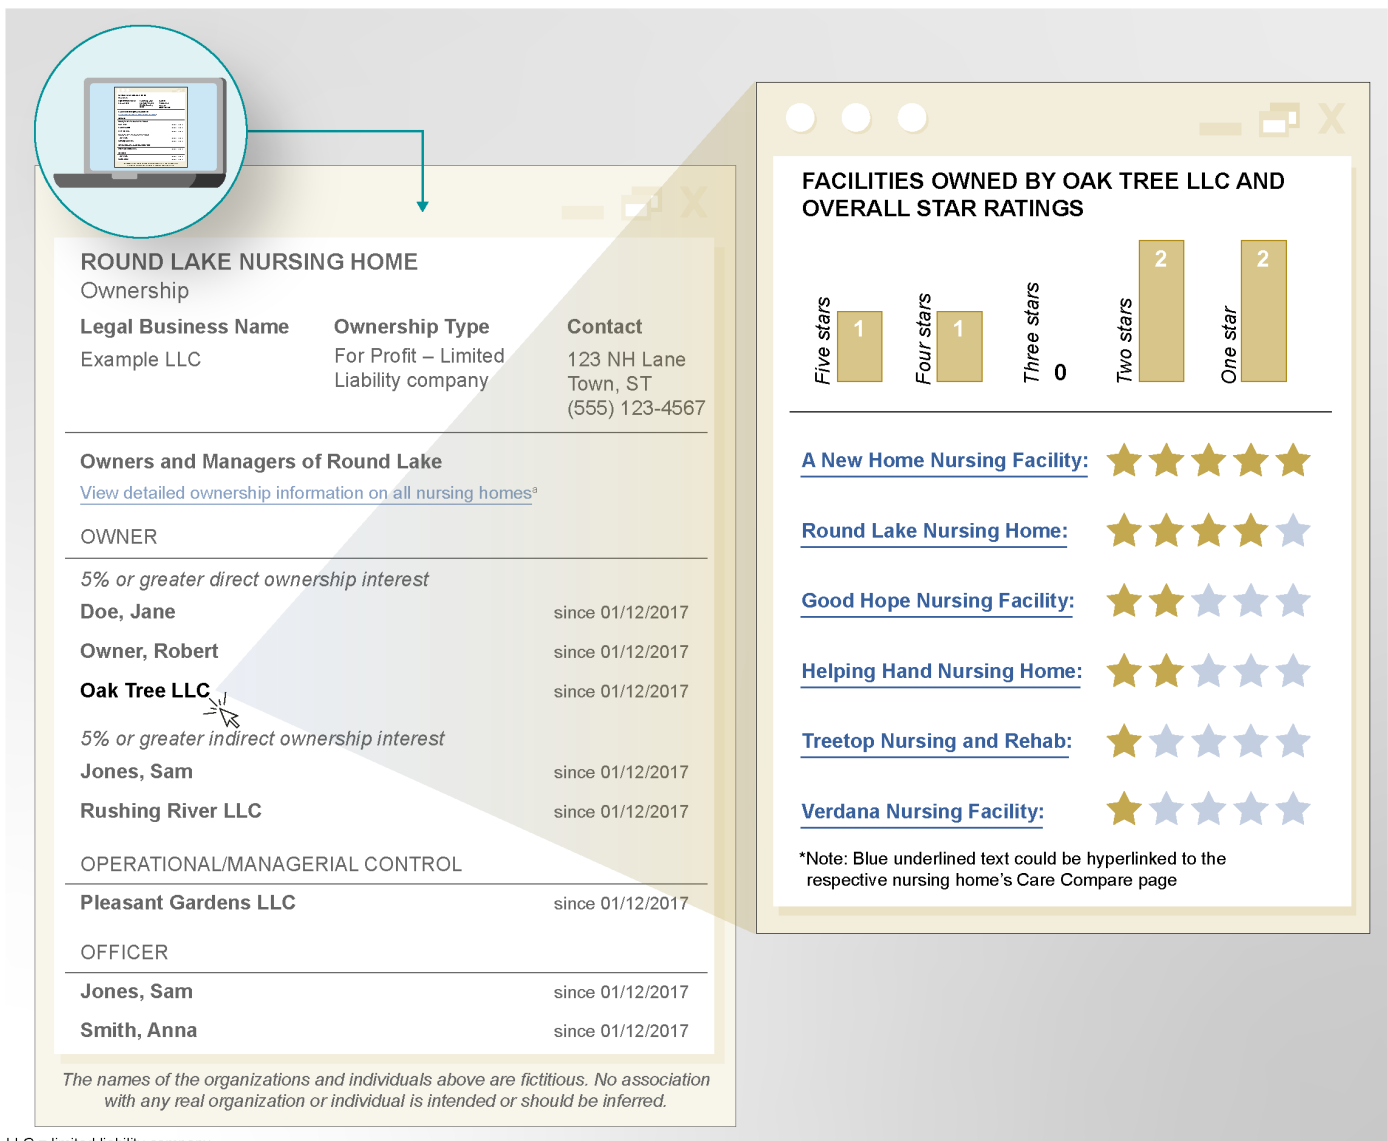 ROUND LAKE NURSING HOME
Ownership
Legal Business Name
Example LLC
Ownership Type
For Profit – Limited
Liability company
Contact
123 NH Lane
Town, ST
(555) 123-4567
Owners and Managers of Round Lake
View detailed ownership information on all nursing homesª
OWNER
5% or greater direct ownership interest
Doe, Jane since 01/12/2017
Owner, Robert since 01/12/2017
Oak Tree LLC since 01/12/2017
5% or greater indirect ownership interest
Jones, Sam since 01/12/2017
Rushing River LLC since 01/12/2017
OPERATIONAL/MANAGERIAL CONTROL
Pleasant Gardens LLC since 01/12/2017
OFFICER
Jones, Sam since 01/12/2017
Smith, Anna since 01/12/2017
The names of the organizations and individuals above are fictitious. No association
with any real organization or individual is intended or should be inferred.
X
X
FACILITIES OWNED BY OAK TREE LLC AND
OVERALL STAR RATINGS
Five stars 1
Four stars 1
Three stars 0
Two stars 2
One star 2
A New Home Nursing Facility:
Round Lake Nursing Home:
Good Hope Nursing Facility:
Helping Hand Nursing Home:
Treetop Nursing and Rehab:
Verdana Nursing Facility:
*Note: Blue underlined text could be hyperlinked to the
respective nursing home's Care Compare page